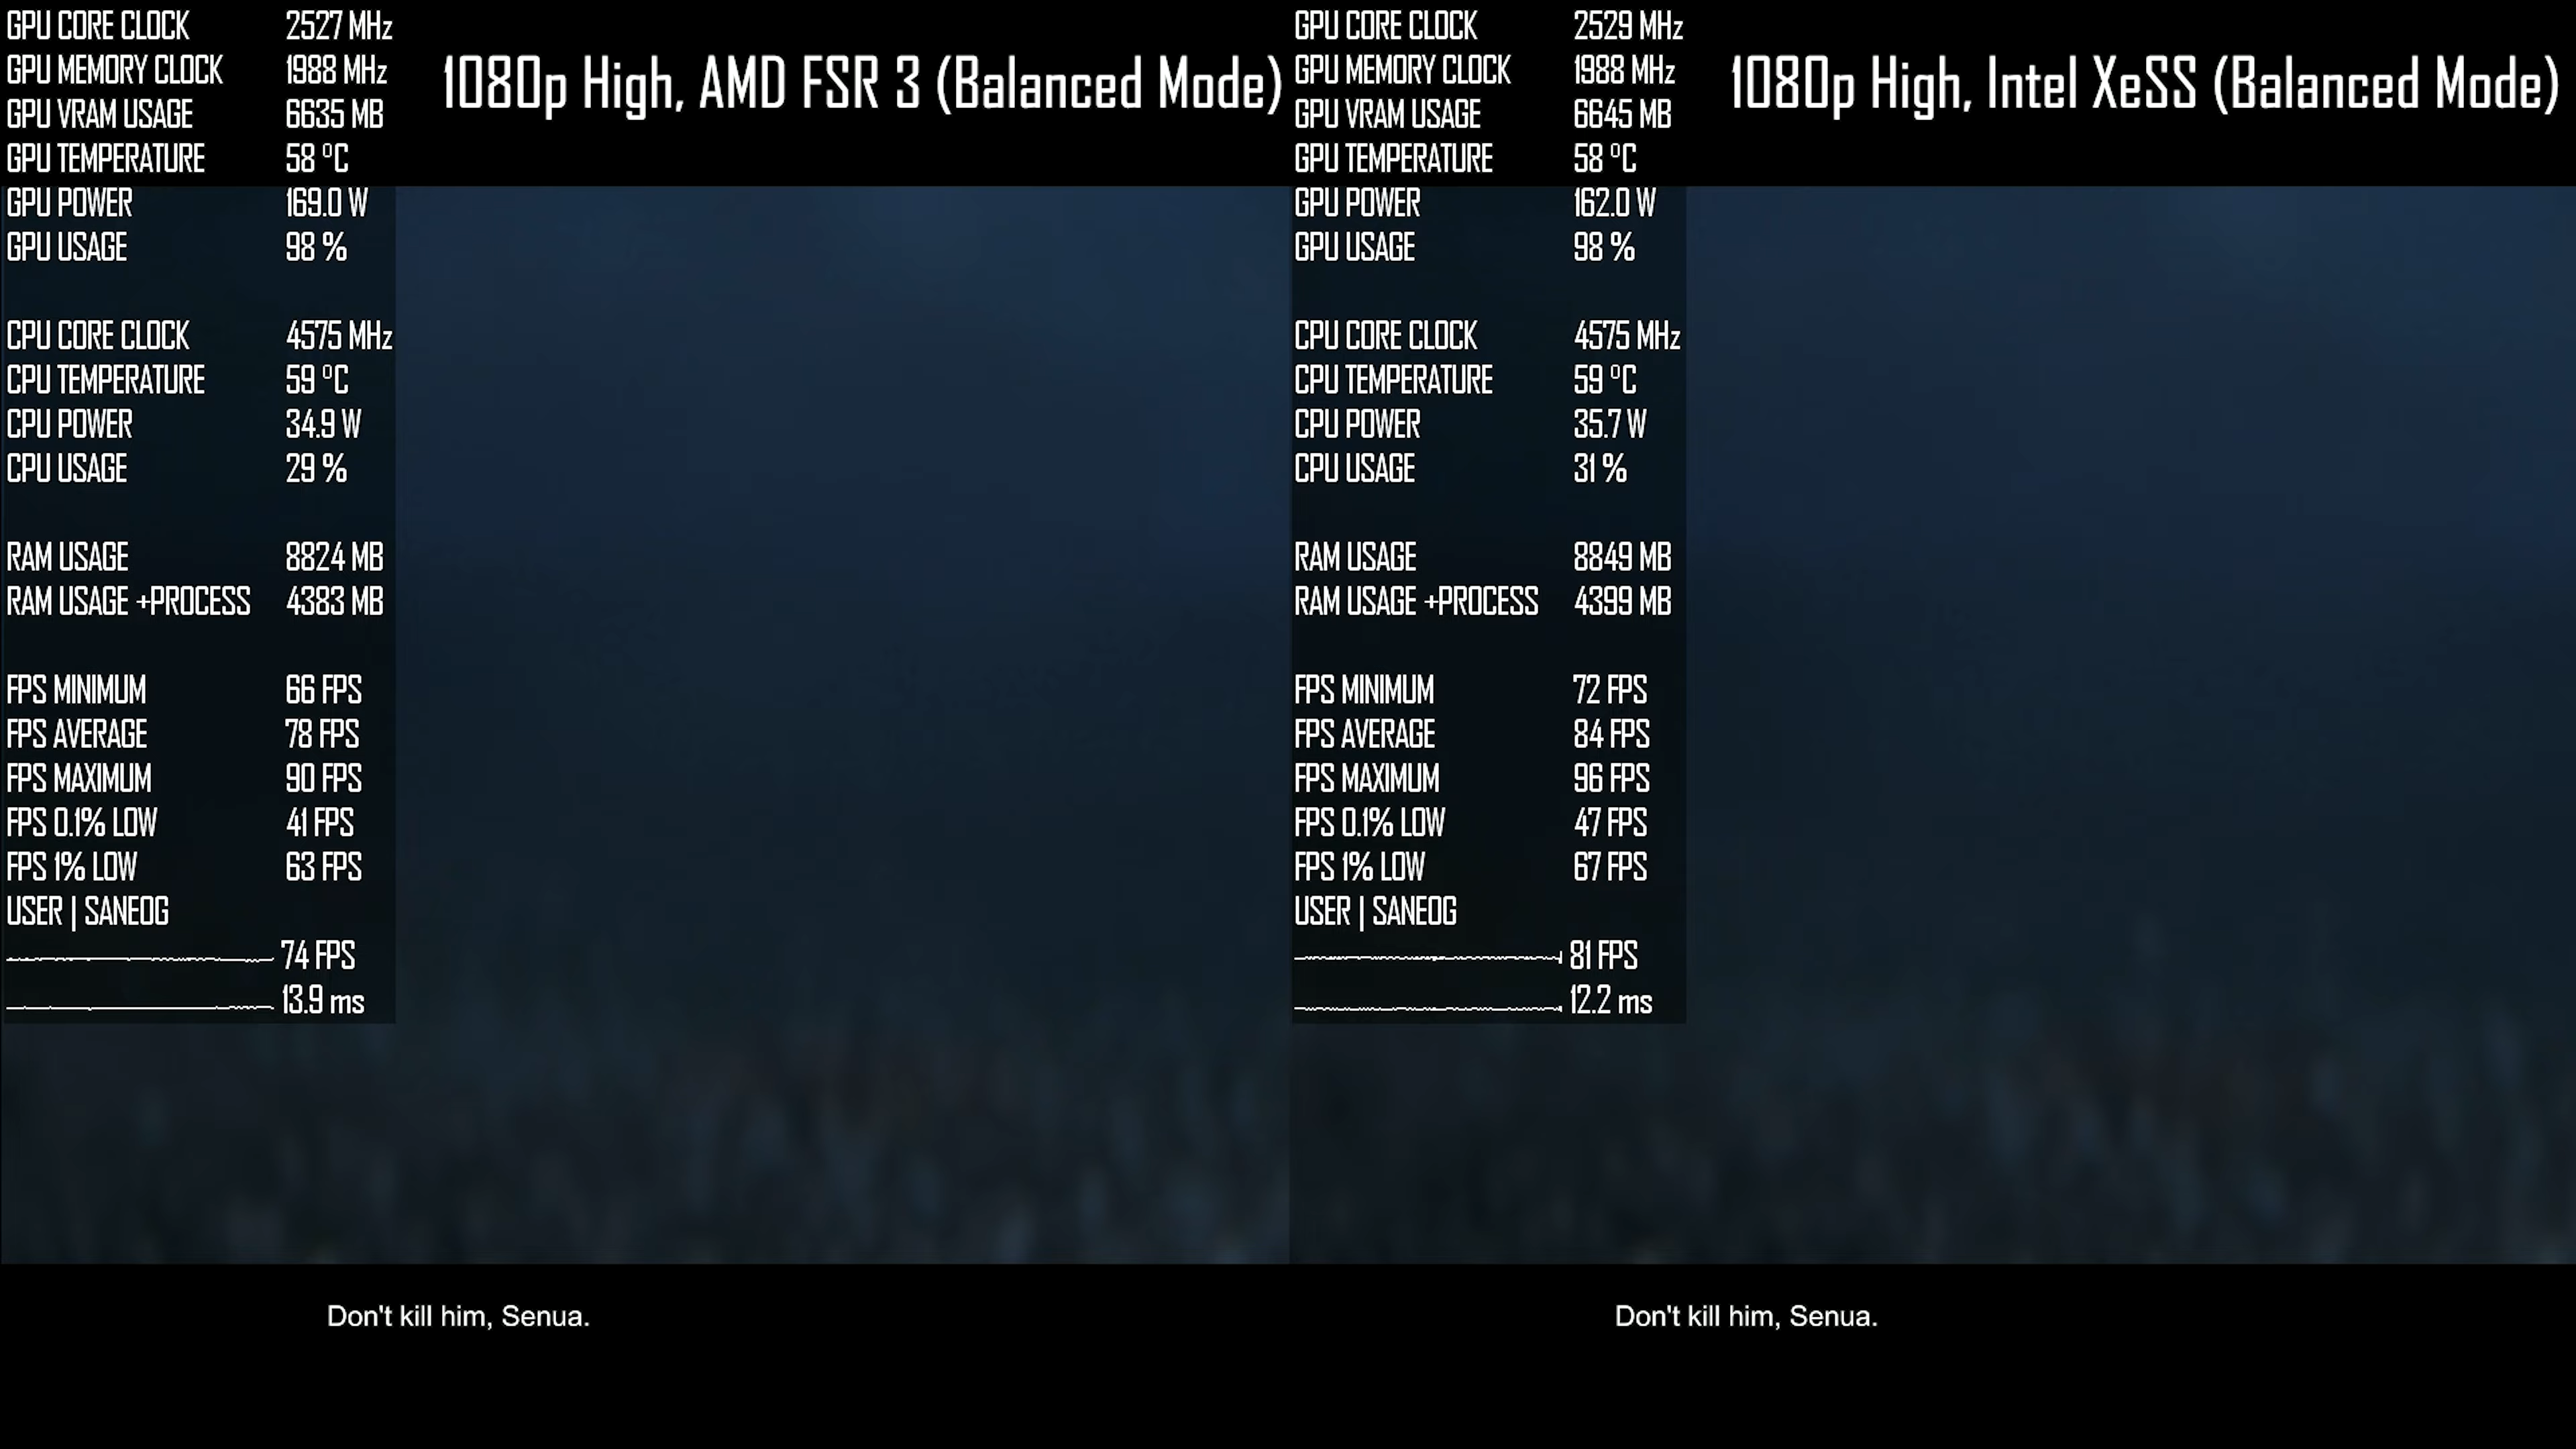 GPU CORE CLOCK 2527 MHz
GPU MEMORY CLOCK 1988 MHz
GPU VRAM USAGE 6635 MB
GPU TEMPERATURE 58 ºC
GPU POWER 169.0 W
GPU USAGE 98 %
CPU CORE CLOCK 4575 MHz
CPU TEMPERATURE 59 ºC
CPU POWER 34.9 W
CPU USAGE 29 %
RAM USAGE 8824 MB
RAM USAGE +PROCESS 4383 MB
FPS MINIMUM 66 FPS
FPS AVERAGE 78 FPS
FPS MAXIMUM 90 FPS
FPS 0.1% LOW 41 FPS
FPS 1% LOW 63 FPS
USER | SANEOG
74 FPS
13.9 ms
1080p High, AMD FSR 3 (Balanced Mode)
Don't kill him, Senua.
GPU CORE CLOCK 2529 MHz
GPU MEMORY CLOCK 1988 MHz
GPU VRAM USAGE 6645 MB
GPU TEMPERATURE 58 ºC
GPU POWER 162.0 W
GPU USAGE 98 %
CPU CORE CLOCK 4575 MHz
CPU TEMPERATURE 59 ºC
CPU POWER 35.7 W
CPU USAGE 31 %
RAM USAGE 8849 MB
RAM USAGE +PROCESS 4399 MB
FPS MINIMUM 72 FPS
FPS AVERAGE 84 FPS
FPS MAXIMUM 96 FPS
FPS 0.1% LOW 47 FPS
FPS 1% LOW 67 FPS
USER | SANEOG
81 FPS
12.2 ms
1080p High, Intel XeSS (Balanced Mode)
Don't kill him, Senua.